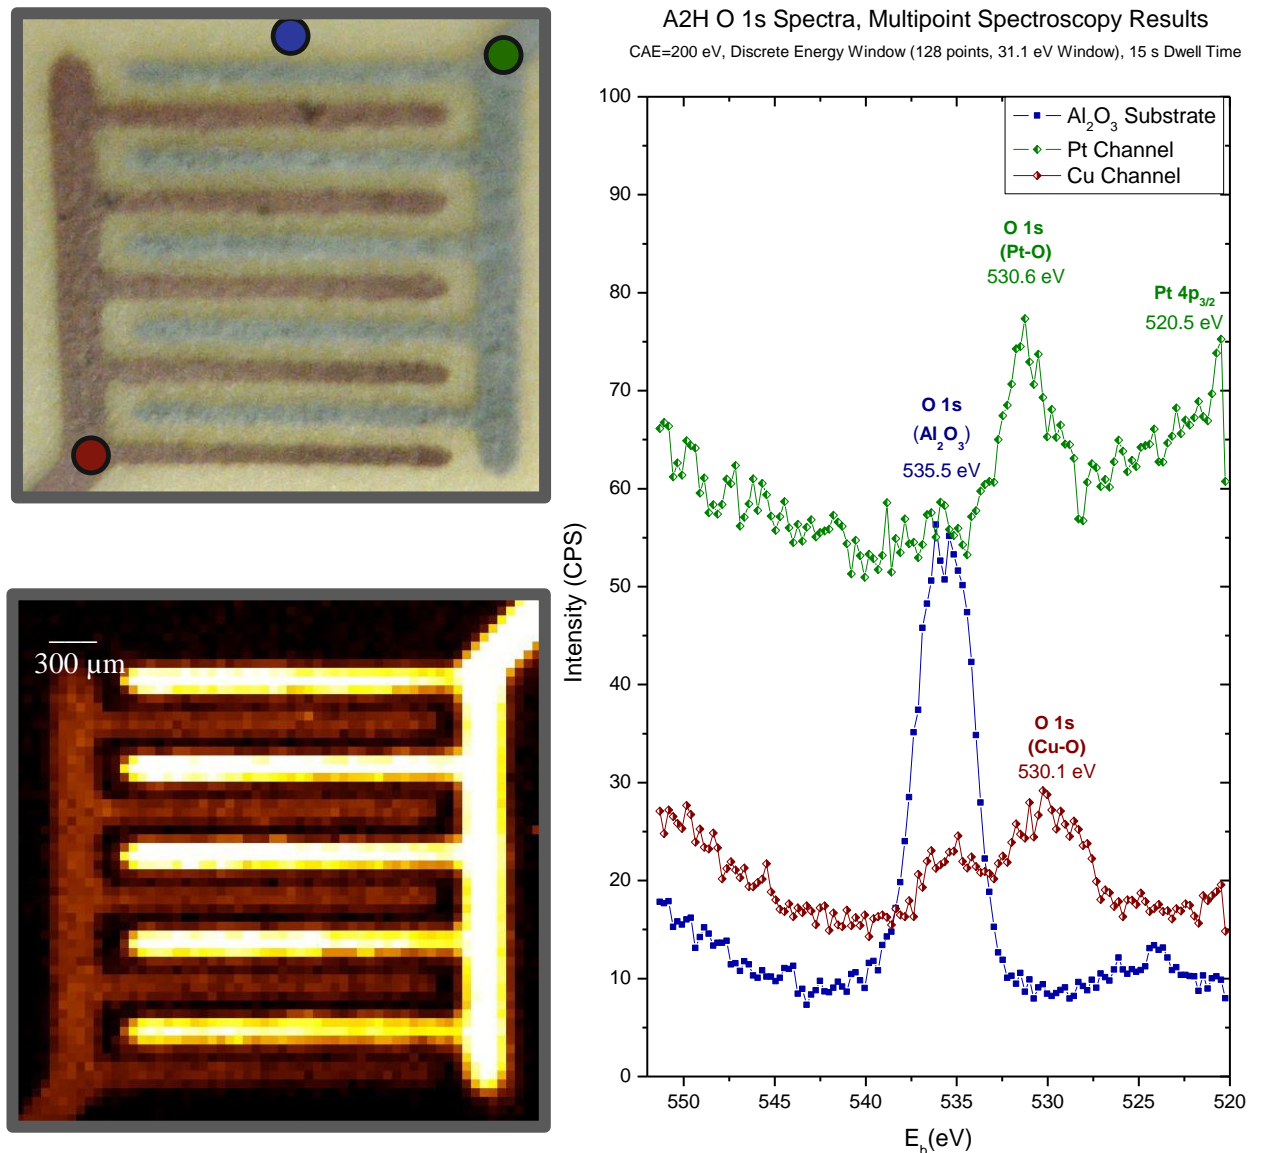 A2H O 1s Spectra, Multipoint Spectroscopy Results
CAE=200 eV, Discrete Energy Window (128 points, 31.1 eV Window), 15 s Dwell Time
300 µm
Al2O3 Substrate
Pt Channel
Cu Channel
O 1s
(Pt-O)
530.6 eV
Pt 4p3/2
520.5 eV
O 1s
(Al2O3)
535.5 eV
O 1s
(Cu-O)
530.1 eV
Intensity (CPS)
100
90
80
70
60
50
40
30
20
10
0
550 545 540 535 530 525 520
Eb(eV)